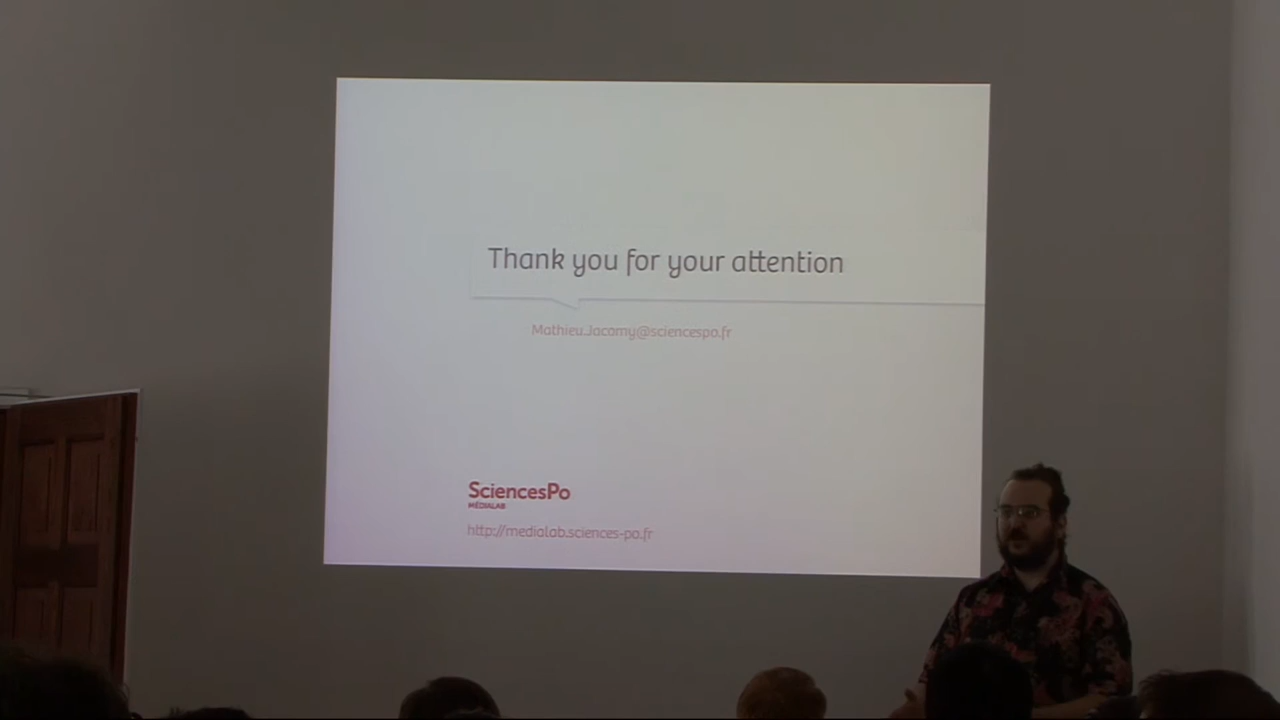 Thank you for your attention
Mathieu.Jacomy@sciencespo.fr
SciencesPo
MÉDIALAB
http://medialab.sciences-po.fr